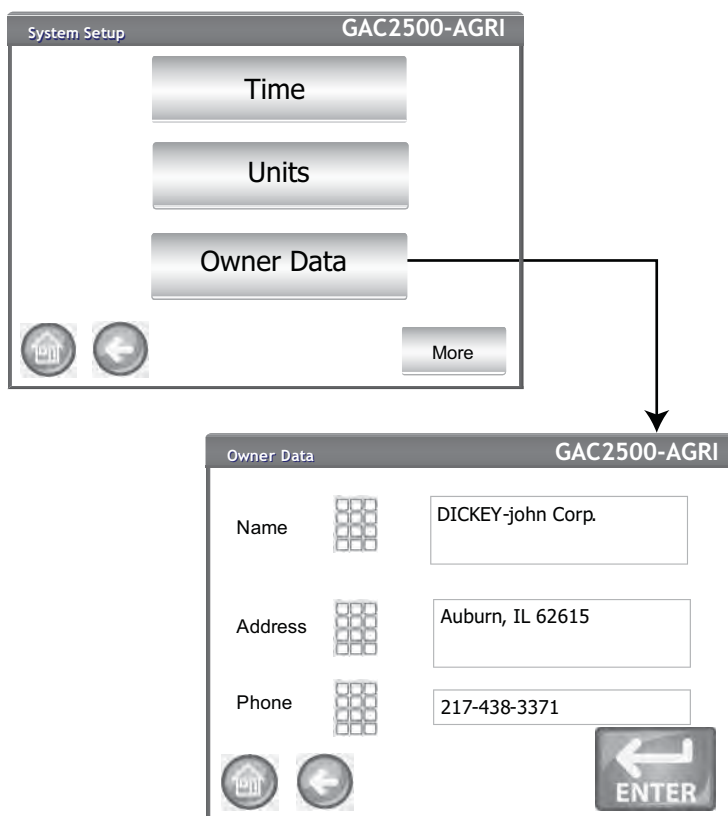 System Setup GAC2500-AGRI
Time
Units
Owner Data
More
Owner Data GAC2500-AGRI
Name DICKEY-john Corp.
Address Auburn, IL 62615
Phone 217-438-3371
ENTER